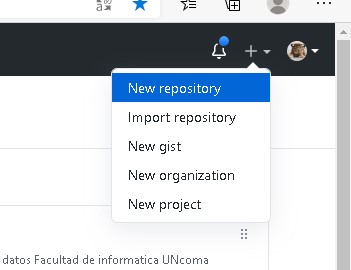 New repository
Import repository
New gist
New organization
New project
datos Facultad de informatica UNcoma